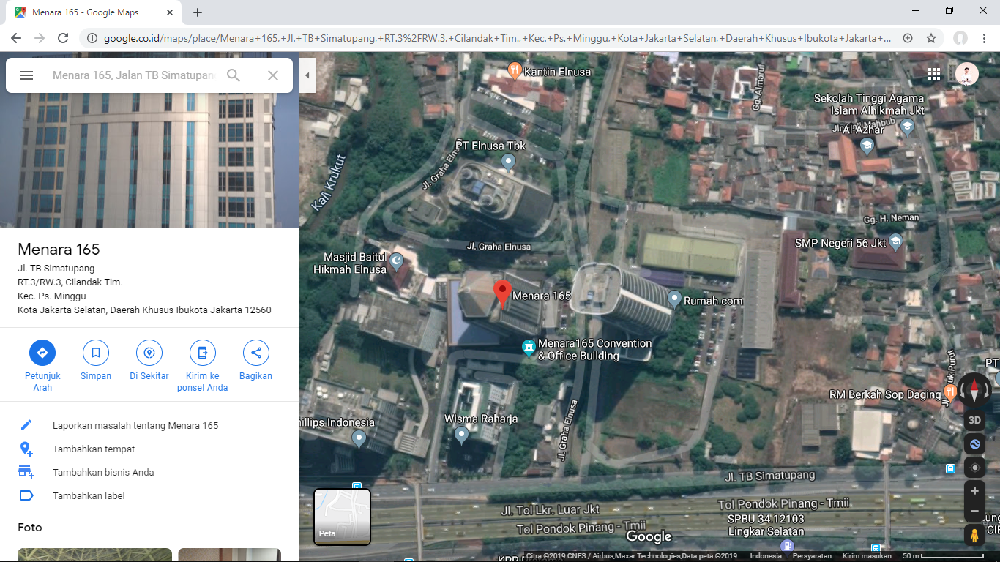 Menara 165 - Google Maps
google.co.id/maps/place/Menara+165,+Jl.+TB+Simatupang,+RT.3%2FRW.3,+Cilandak+Tim.,+Kec.+Ps.+Minggu,+Kota+Jakarta+Selatan,+Daerah+Khusus+Ibukota+Jakarta+...
Menara 165, Jalan TB Simatupan
Menara 165
Jl. TB Simatupang
RT.3/RW.3, Cilandak Tim.
Kec. Ps. Minggu
Kota Jakarta Selatan, Daerah Khusus Ibukota Jakarta 12560
Petunjuk
Arah
Simpan
Di Sekitar
Kirim ke
ponsel Anda
Bagikan
Laporkan masalah tentang Menara 165
Tambahkan tempat
Tambahkan bisnis Anda
Tambahkan label
Foto
Kantin Elnusa
Gg. Almaruf
Sekolah Tinggi Agama
Islam Alhikmah Jkt
Mahbub
Al Azhar
PT Elnusa Tbk
Jl. Graha Elnu
Kali Krukut
Gg. H. Neman
Jl. Graha Elnusa
SMP Negeri 56 Jkt
Masjid Baitul
Hikmah Elnusa
Menara 165
Rumah.com
Menara165 Convention
& Office Building
PT
RM Berkah Sop Daging
hillips Indonesia
Wisma Raharja
Jl. Graha Elnusa
3D
Jl. TB Simatupang
Jl. Tol Lkr. Luar Jkt
Tol Pondok Pinang - Tmii
Tol Pondok Pinang - Tmii
SPBU 34.12103
Lingkar Selatan
Peta
Google
Citra ©2019 CNES / Airbus,Maxar Technologies,Data peta ©2019
Indonesia
Persyaratan
Kirim masukan
50 m